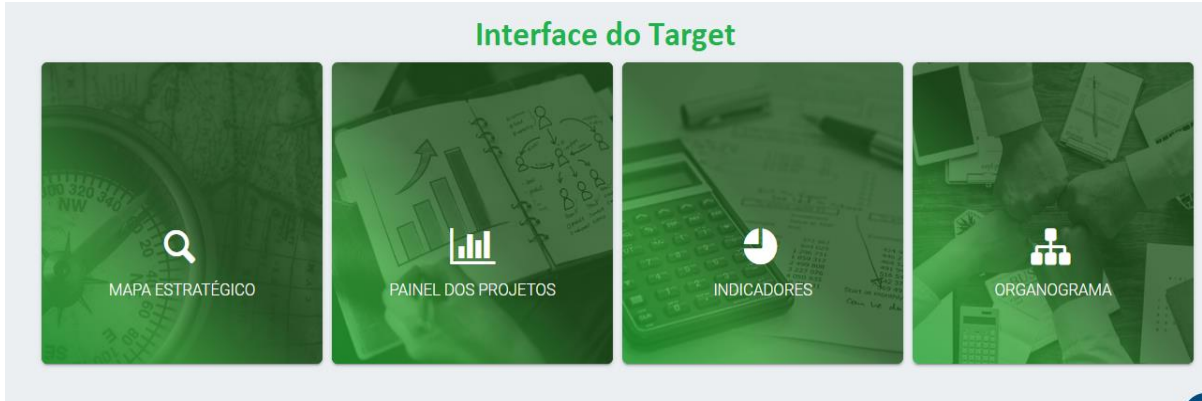 Interface do Target
MAPA ESTRATÉGICO
PAINEL DOS PROJETOS
INDICADORES
ORGANOGRAMA